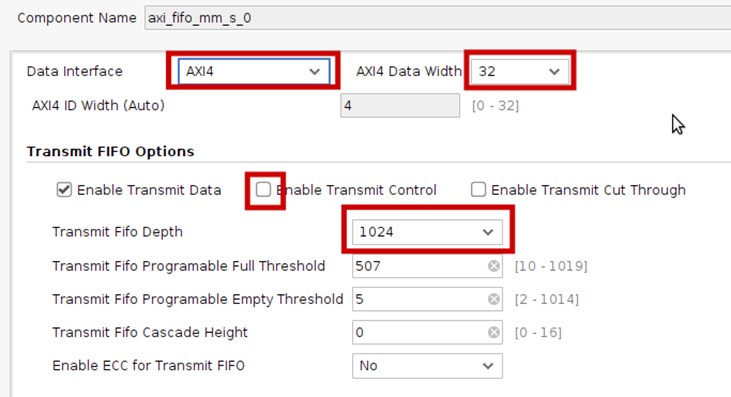 Component Name axi_fifo_mm_s_0
Data Interface AXI4 AXI4 Data Width 32
AXI4 ID Width (Auto) 4 [0 - 32]
Transmit FIFO Options
Enable Transmit Data Enable Transmit Control Enable Transmit Cut Through
Transmit Fifo Depth 1024
Transmit Fifo Programable Full Threshold 507 [10 - 1019]
Transmit Fifo Programable Empty Threshold 5 [2 - 1014]
Transmit Fifo Cascade Height 0 [0 - 16]
Enable ECC for Transmit FIFO No